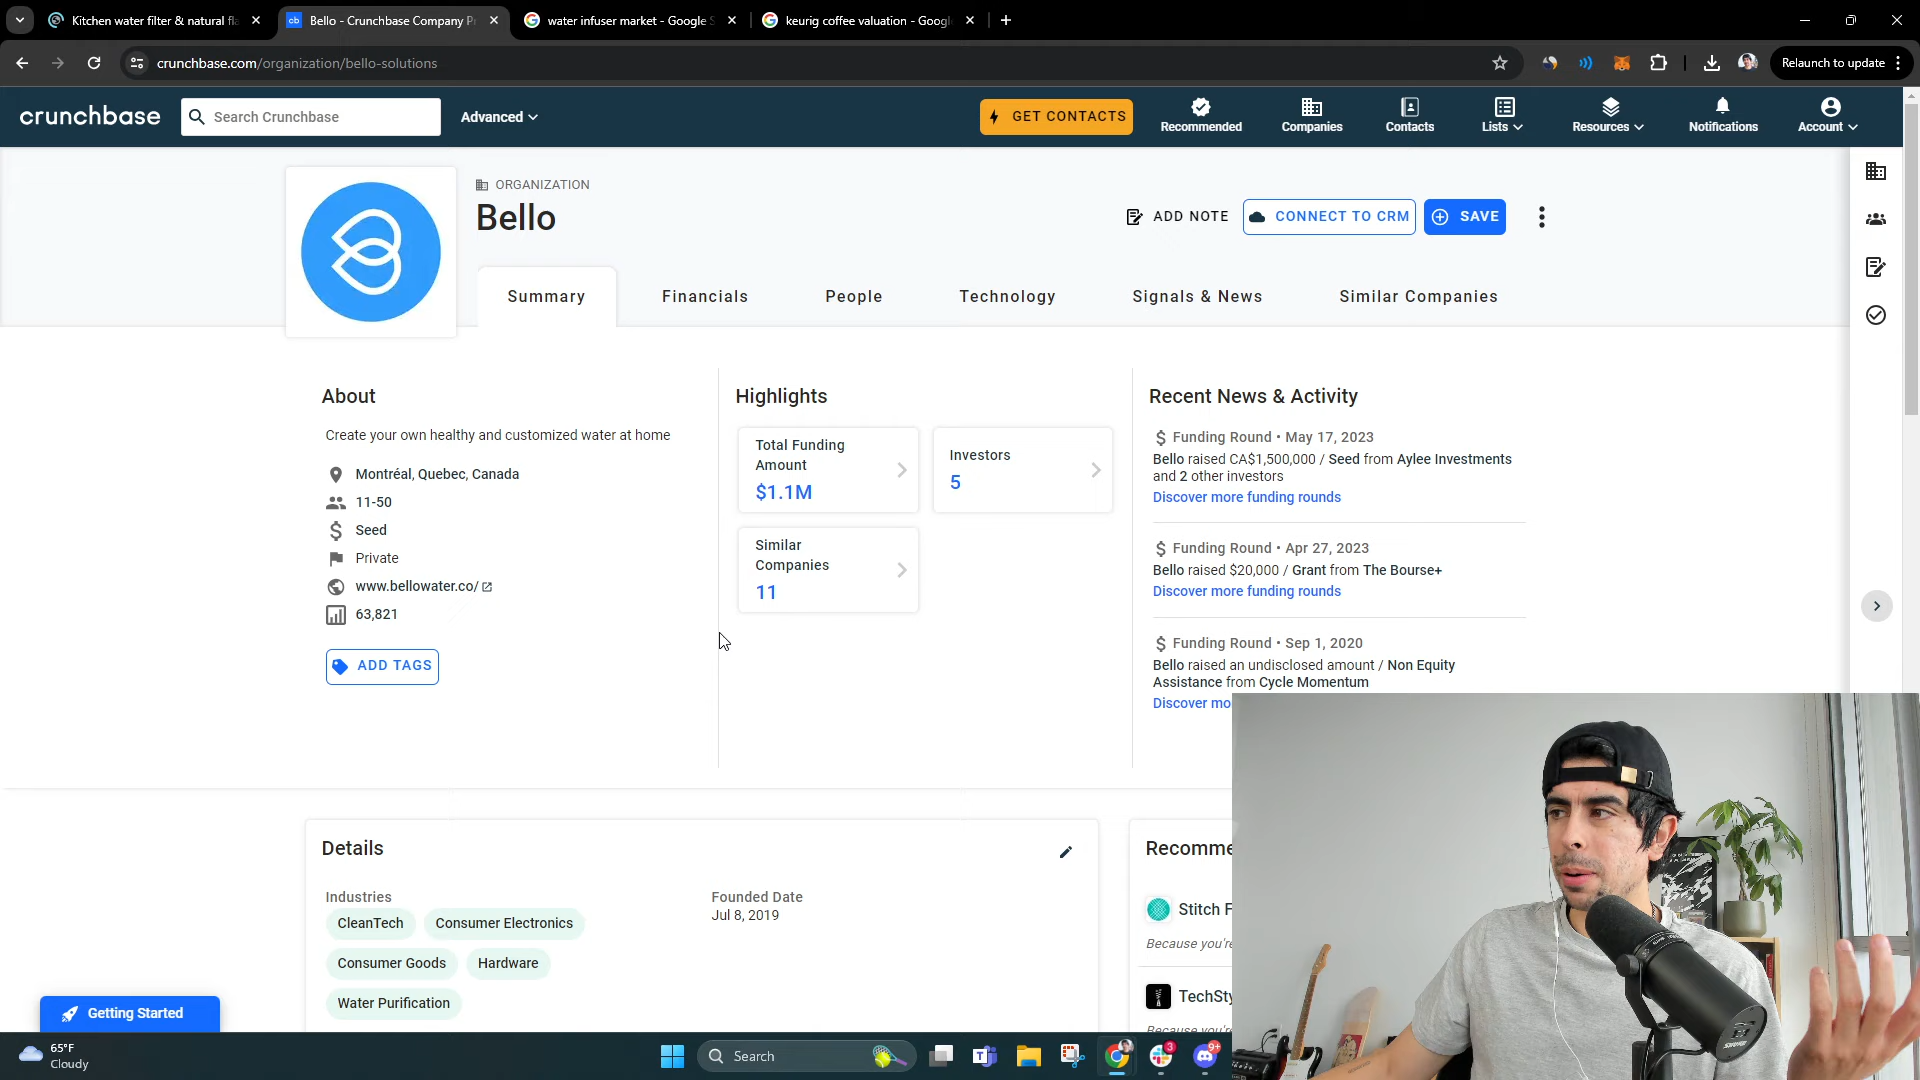 Kitchen water filter & natural fl
Bello - Crunchbase Company P
water infuser market - Google S
keurig coffee valuation - Googl
crunchbase.com/organization/bello-solutions
Relaunch to update
crunchbase
Search Crunchbase
Advanced
GET CONTACTS
Recommended
Companies
Contacts
Lists
Resources
Notifications
Account
ORGANIZATION
Bello
ADD NOTE
CONNECT TO CRM
SAVE
Summary
Financials
People
Technology
Signals & News
Similar Companies
About
Create your own healthy and customized water at home
Montréal, Quebec, Canada
11-50
Seed
Private
www.bellowater.co/
63,821
ADD TAGS
Highlights
Total Funding
Amount
$1.1M
Investors
5
Similar
Companies
11
Recent News & Activity
Funding Round • May 17, 2023
Bello raised CA$1,500,000 / Seed from Aylee Investments
and 2 other investors
Discover more funding rounds
Funding Round • Apr 27, 2023
Bello raised $20,000 / Grant from The Bourse+
Discover more funding rounds
Funding Round • Sep 1, 2020
Bello raised an undisclosed amount / Non Equity
Assistance from Cycle Momentum
Discover mo
Details
Industries
CleanTech
Consumer Electronics
Consumer Goods
Hardware
Water Purification
Founded Date
Jul 8, 2019
Recomme
Stitch F
Because you're
TechSty
Because you're
Getting Started
65°F
Cloudy
Search
3
9+
SHURE